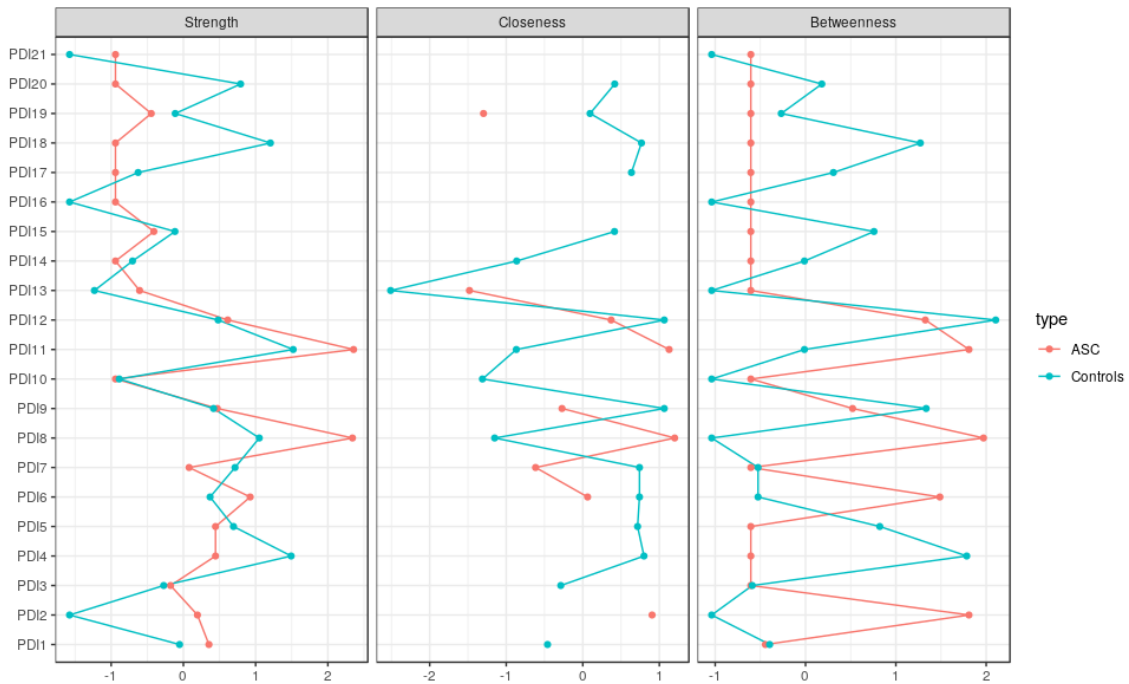 Strength Closeness Betweenness
PDI21
PDI20
PDI19
PDI18
PDI17
PDI16
PDI15
PDI14
PDI13
PDI12
PDI11
PDI10
PDI9
PDI8
PDI7
PDI6
PDI5
PDI4
PDI3
PDI2
PDI1
type
ASC
Controls
-1 0 1 2 -2 -1 0 1 -1 0 1 2